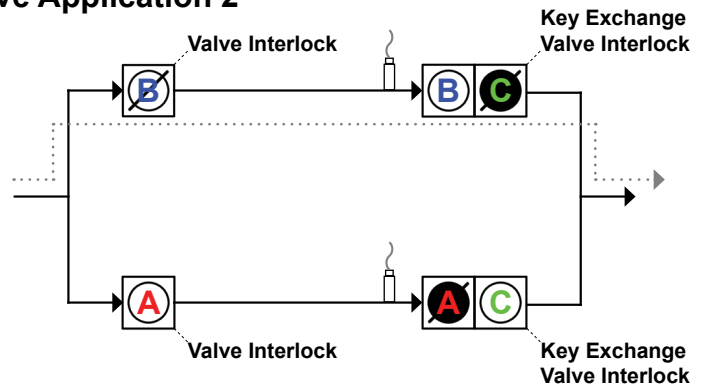 ve Application 2
Key Exchange
Valve Interlock
Valve Interlock
B
B C
A
A C
Valve Interlock
Key Exchange
Valve Interlock